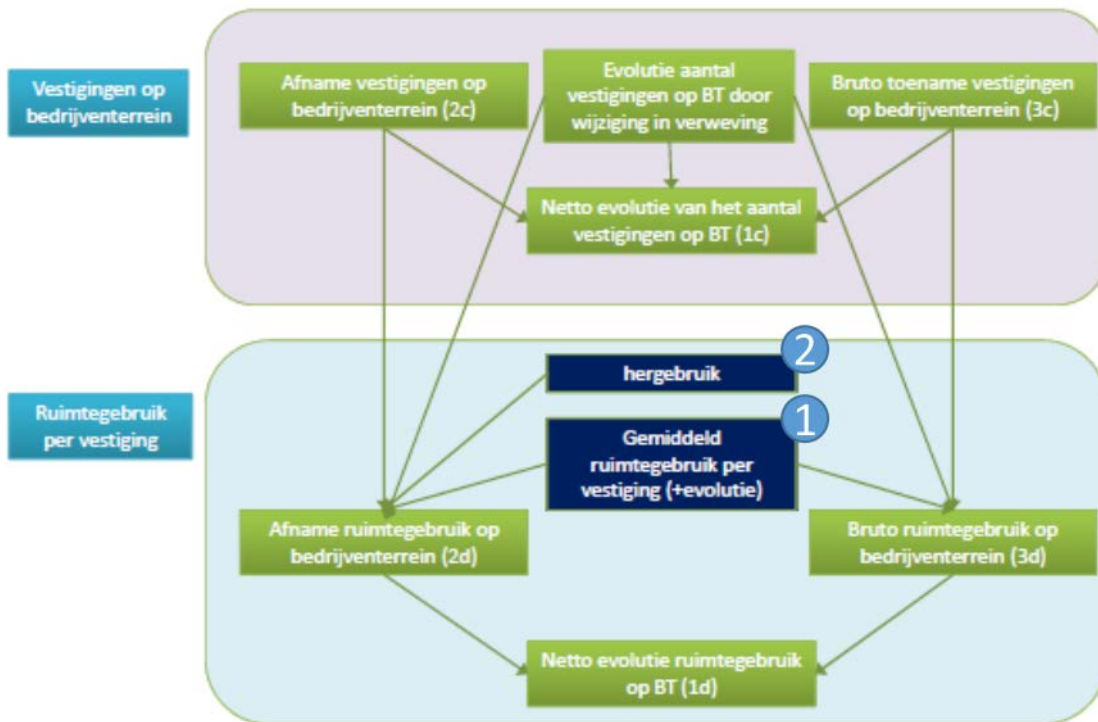 Vestigingen op
bedrijventerrein
Afname vestigingen op
bedrijventerrein (2c)
Evolutie aantal
vestigingen op BT door
wijziging in verweving
Bruto toename vestigingen
op bedrijventerrein (3c)
Netto evolutie van het aantal
vestigingen op BT (1c)
Ruimtegebruik
per vestiging
2
hergebruik
1
Gemiddeld
ruimtegebruik per
vestiging (+evolutie)
Afname ruimtegebruik op
bedrijventerrein (2d)
Bruto ruimtegebruik op
bedrijventerrein (3d)
Netto evolutie ruimtegebruik
op BT (1d)